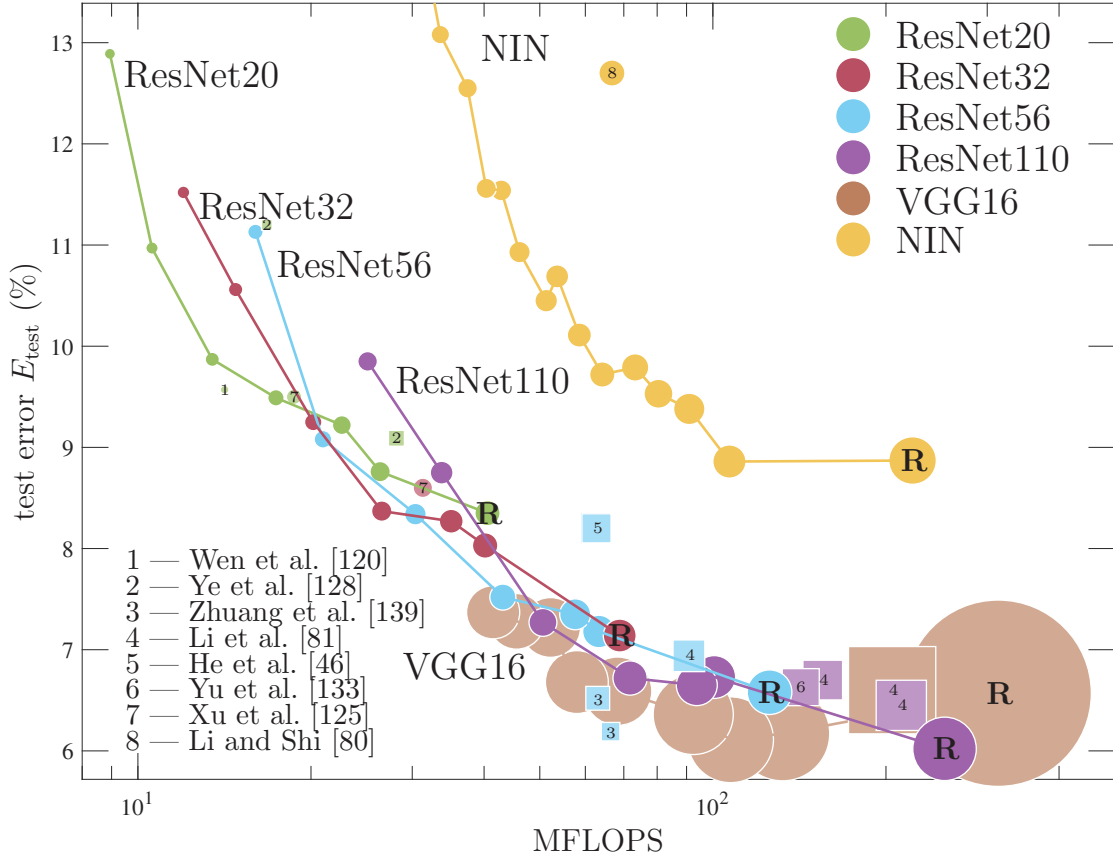 13
12
11
10
9
8
7
6
test error E_test (%)
10^1
10^2
MFLOPS
ResNet20
ResNet32
ResNet56
ResNet110
VGG16
NIN
NIN
ResNet20
ResNet32
ResNet56
ResNet110
VGG16
8
2
1
7
2
7
5
4
3
3
6
4
4
4
R
R
R
R
R
R
1 — Wen et al. [120]
2 — Ye et al. [128]
3 — Zhuang et al. [139]
4 — Li et al. [81]
5 — He et al. [46]
6 — Yu et al. [133]
7 — Xu et al. [125]
8 — Li and Shi [80]